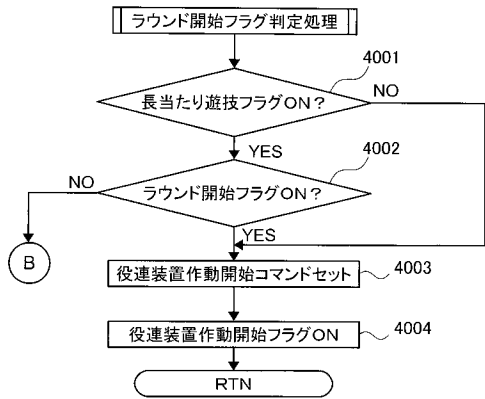 ラウンド開始フラグ判定処理
4001
長当たり遊技フラグON?
NO
YES
4002
NO
ラウンド開始フラグON?
YES
B
役連装置作動開始コマンドセット
4003
役連装置作動開始フラグON
4004
RTN